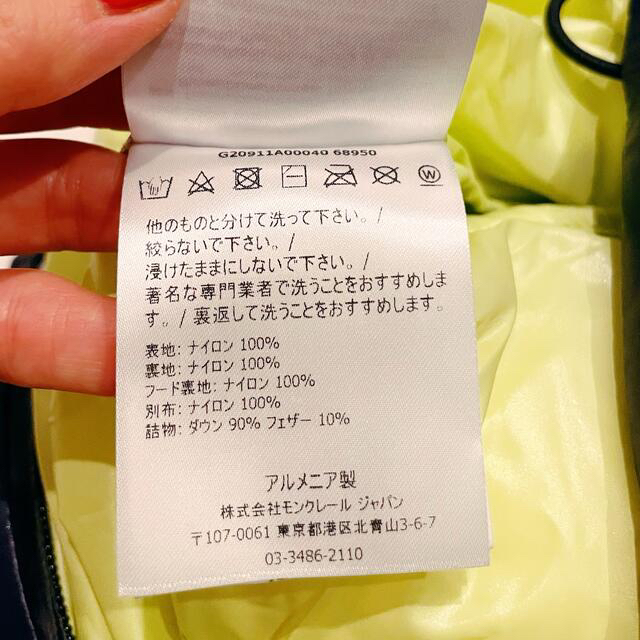 G20911A00040 68950
W
他のものと分けて洗って下さい。/
絞らないで下さい。/
浸けたままにしないで下さい。/
著名な専門業者で洗うことをおすすめしま
す。/ 裏返して洗うことをおすすめします。
表地: ナイロン 100%
裏地: ナイロン 100%
フード裏地: ナイロン 100%
別布: ナイロン 100%
詰物: ダウン 90% フェザー 10%
アルメニア製
株式会社モンクレール ジャパン
〒107-0061 東京都港区北青山3-6-7
03-3486-2110